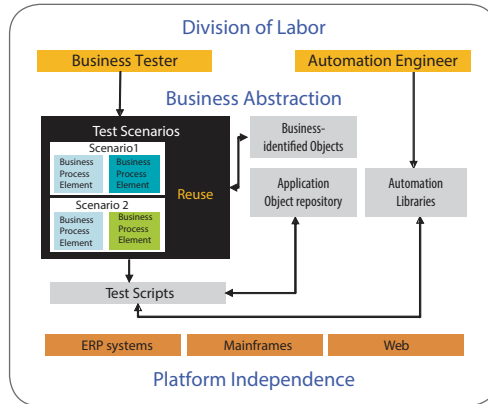 Division of Labor
Business Tester
Automation Engineer
Business Abstraction
Test Scenarios
Scenario1
Business
Process
Element
Business
Process
Element
Reuse
Scenario 2
Business
Process
Element
Business
Process
Element
Business-
identified Objects
Application
Object repository
Automation
Libraries
Test Scripts
ERP systems
Mainframes
Web
Platform Independence